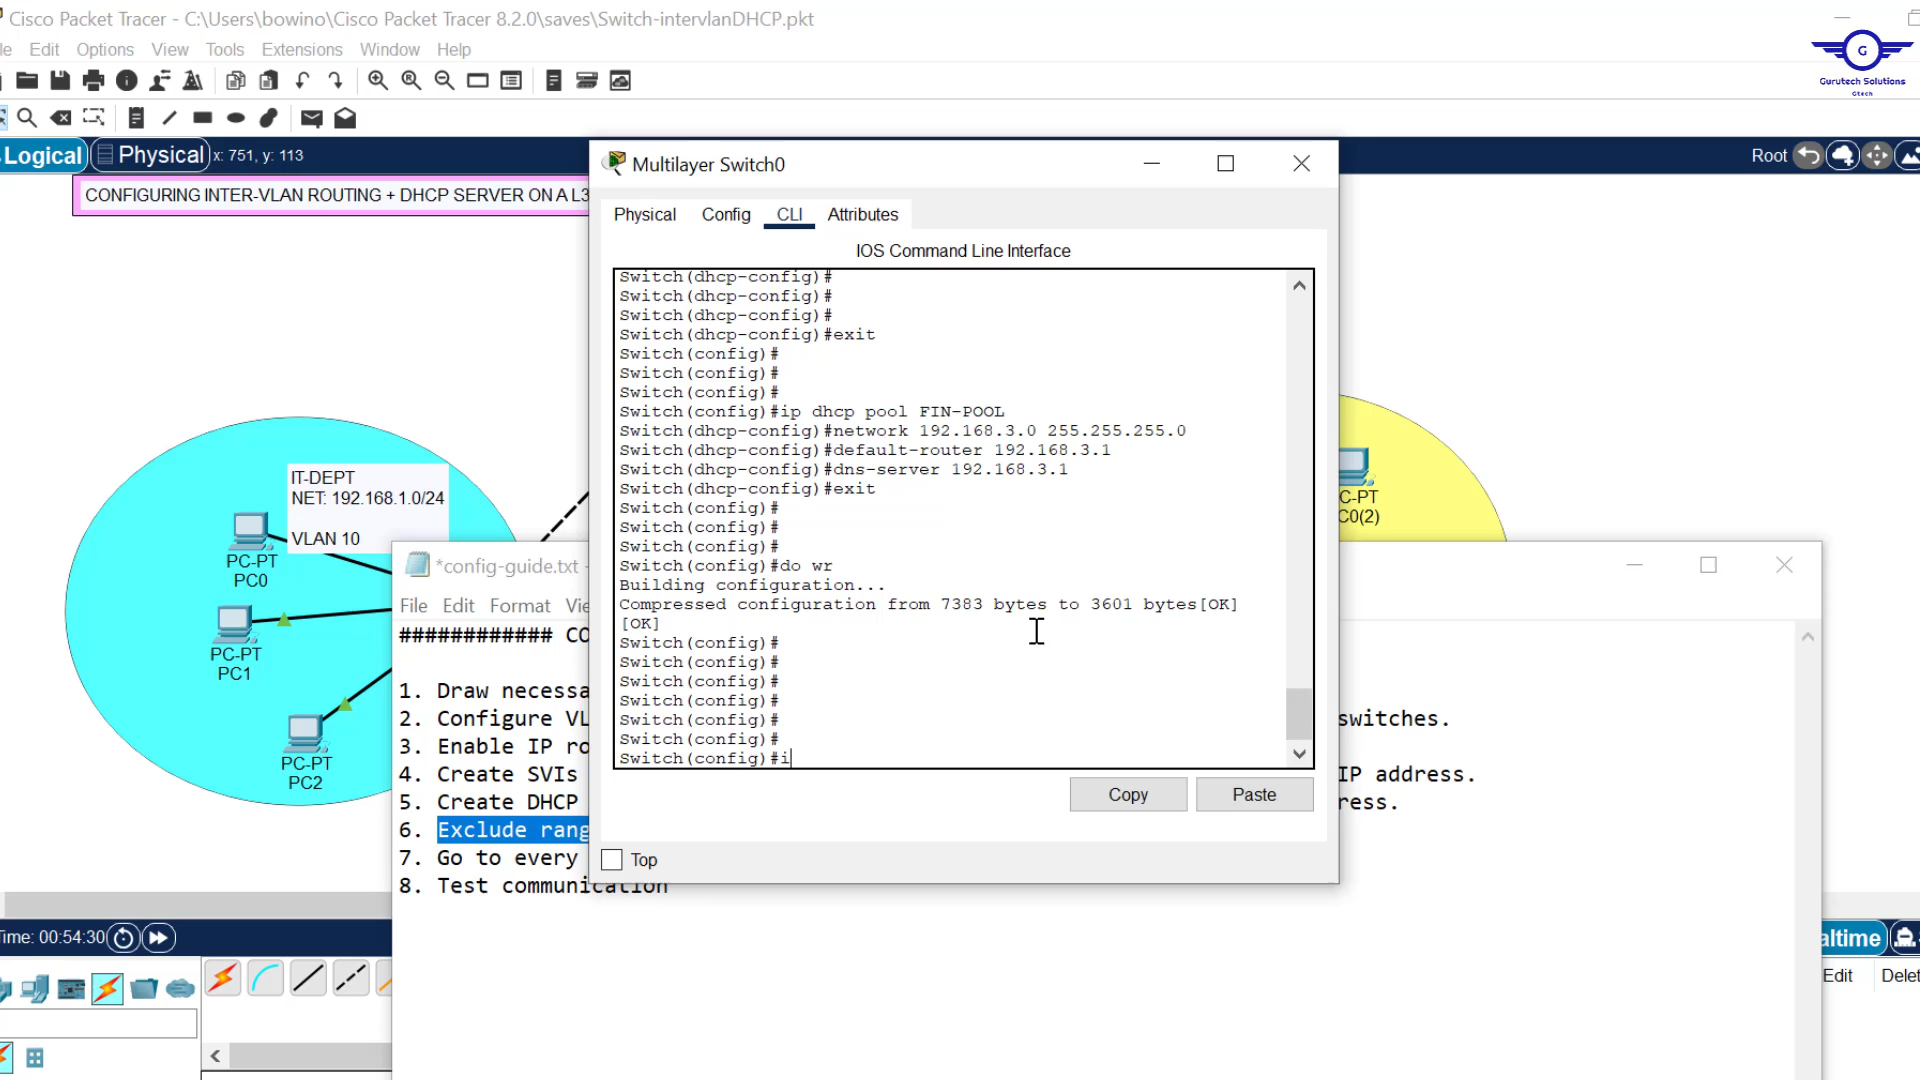 Cisco Packet Tracer - C:\Users\bowino\Cisco Packet Tracer 8.2.0\saves\Switch-intervlanDHCP.pkt
Edit Options View Tools Extensions Window Help
G
Gurutech Solutions
Gtech
Logical Physical x: 751, y: 113
Root
CONFIGURING INTER-VLAN ROUTING + DHCP SERVER ON A L3
Multilayer Switch0
Physical Config CLI Attributes
IOS Command Line Interface
Switch(dhcp-config)#
Switch(dhcp-config)#
Switch(dhcp-config)#
Switch(dhcp-config)#exit
Switch(config)#
Switch(config)#
Switch(config)#
Switch(config)#ip dhcp pool FIN-POOL
Switch(dhcp-config)#network 192.168.3.0 255.255.255.0
Switch(dhcp-config)#default-router 192.168.3.1
Switch(dhcp-config)#dns-server 192.168.3.1
Switch(dhcp-config)#exit
Switch(config)#
Switch(config)#
Switch(config)#
Switch(config)#do wr
Building configuration...
Compressed configuration from 7383 bytes to 3601 bytes[OK]
[OK]
Switch(config)#
Switch(config)#
Switch(config)#
Switch(config)#
Switch(config)#
Switch(config)#
Switch(config)#i
Copy Paste
Top
IT-DEPT
NET: 192.168.1.0/24
VLAN 10
PC-PT
PC0
PC-PT
PC1
PC-PT
PC2
C-PT
C0(2)
*config-guide.txt -
File Edit Format Vie
############ CO
1. Draw necessa
2. Configure VL switches.
3. Enable IP ro
4. Create SVIs IP address.
5. Create DHCP ress.
6. Exclude rang
7. Go to every
8. Test communication
Time: 00:54:30
altime
Edit Delet